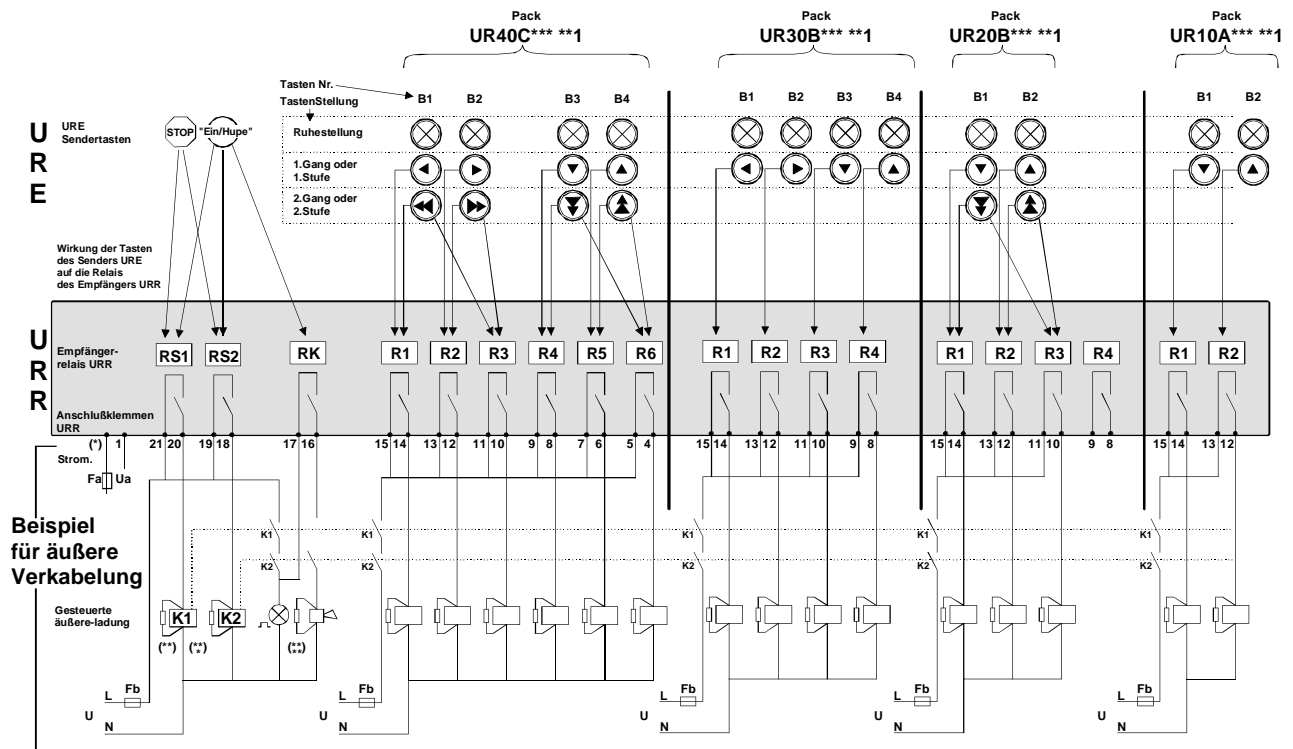 Pack
UR40C*** **1
Pack
UR30B*** **1
Pack
UR20B*** **1
Pack
UR10A*** **1
Tasten Nr.
B1 B2 B3 B4
B1 B2 B3 B4
B1 B2
B1 B2
TastenStellung
URE
URE
Sendertasten
STOP
"Ein/Hupe"
Ruhestellung
1.Gang oder
1.Stufe
2.Gang oder
2.Stufe
Wirkung der Tasten
des Senders URE
auf die Relais
des Empfängers URR
URR
Empfänger-
relais URR
RS1 RS2 RK R1 R2 R3 R4 R5 R6
R1 R2 R3 R4
R1 R2 R3 R4
R1 R2
Anschlußklemmen
URR
(*) 1 21 20 19 18 17 16 15 14 13 12 11 10 9 8 7 6 5 4
15 14 13 12 11 10 9 8
15 14 13 12 11 10 9 8
15 14 13 12
Strom.
Fa Ua
Beispiel
für äußere
Verkabelung
K1 K1 K1 K1 K1
K2 K2 K2 K2 K2
Gesteuerte
äußere-ladung
K1 K2
(**) (***) (****)
L Fb L Fb L Fb L Fb L Fb
U U U U U
N N N N N